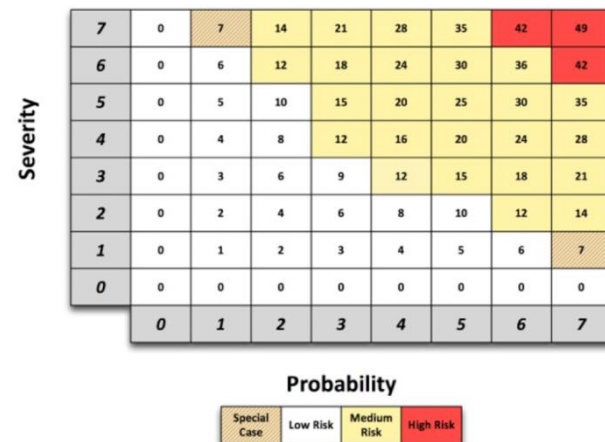 Severity
7 0 7 14 21 28 35 42 49
6 0 6 12 18 24 30 36 42
5 0 5 10 15 20 25 30 35
4 0 4 8 12 16 20 24 28
3 0 3 6 9 12 15 18 21
2 0 2 4 6 8 10 12 14
1 0 1 2 3 4 5 6 7
0 0 0 0 0 0 0 0 0
0 1 2 3 4 5 6 7
Probability
Special Low Risk Medium High Risk
Case Risk